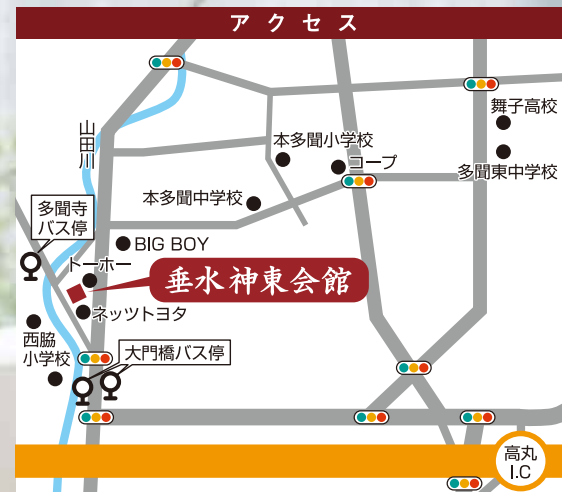 アクセス
山田川
舞子高校
本多聞小学校
コープ
多聞東中学校
多聞寺
バス停
本多聞中学校
BIG BOY
トーホー
垂水神東会館
ネッツトヨタ
西脇
小学校
大門橋バス停
高丸
I.C